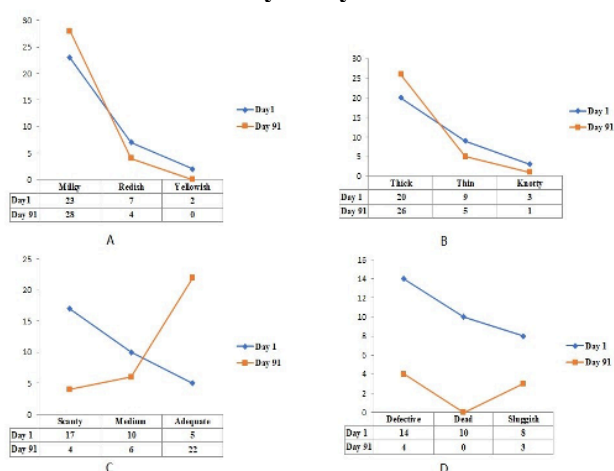 30
25
20
15
10
5
0
Day1
Day 91
Milky Redish Yellowish
Day1 23 7 2
Day 91 28 4 0
A
30
25
20
15
10
5
0
Day 1
Day 91
Thick Thin Knotty
Day 1 20 9 3
Day 91 26 5 1
B
25
20
15
10
5
0
Day 1
Day 91
Scanty Medium Adequate
Day 1 17 10 5
Day 91 4 6 22
C
16
14
12
10
8
6
4
2
0
Day 1
Day 91
Defective Dead Sluggish
Day 1 14 10 8
Day 91 4 0 3
D